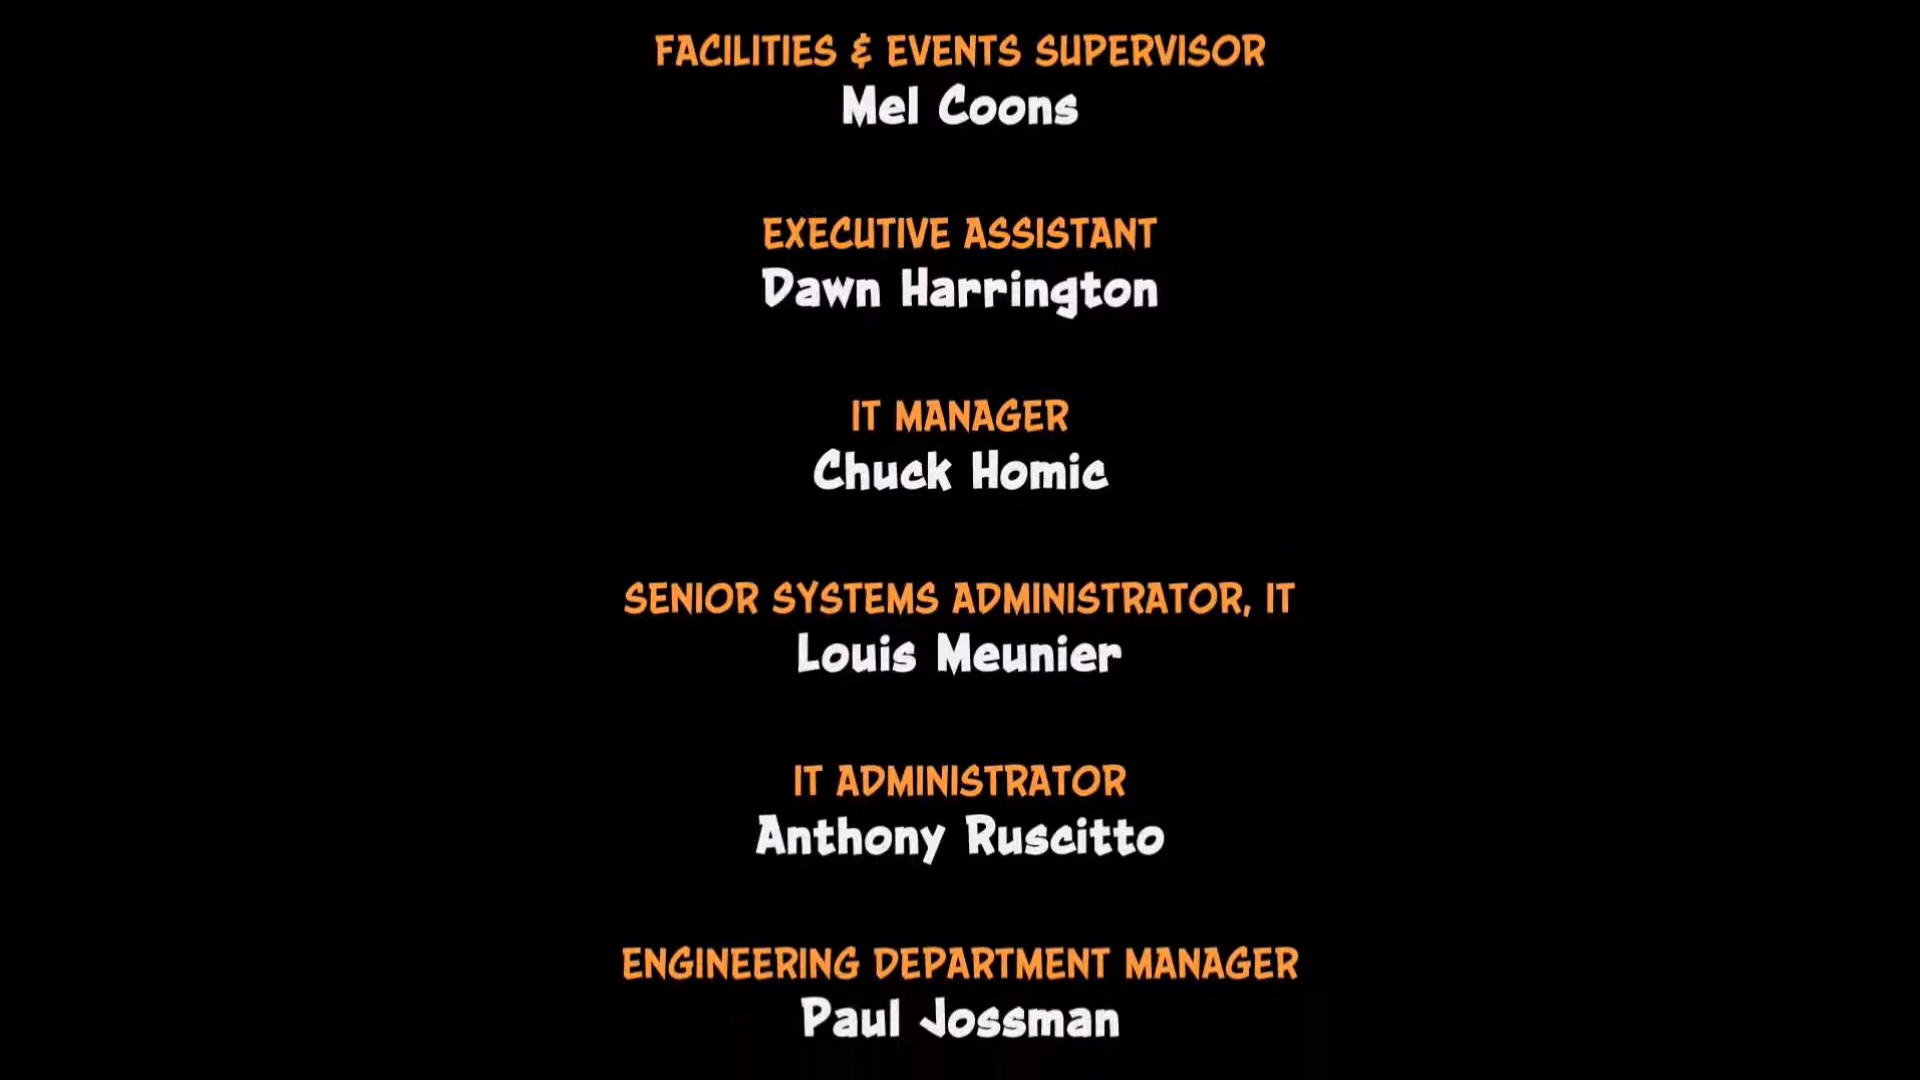 FACILITIES & EVENTS SUPERVISOR
Mel Coons
EXECUTIVE ASSISTANT
Dawn Harrington
IT MANAGER
Chuck Homic
SENIOR SYSTEMS ADMINISTRATOR, IT
Louis Meunier
IT ADMINISTRATOR
Anthony Ruscitto
ENGINEERING DEPARTMENT MANAGER
Paul Jossman